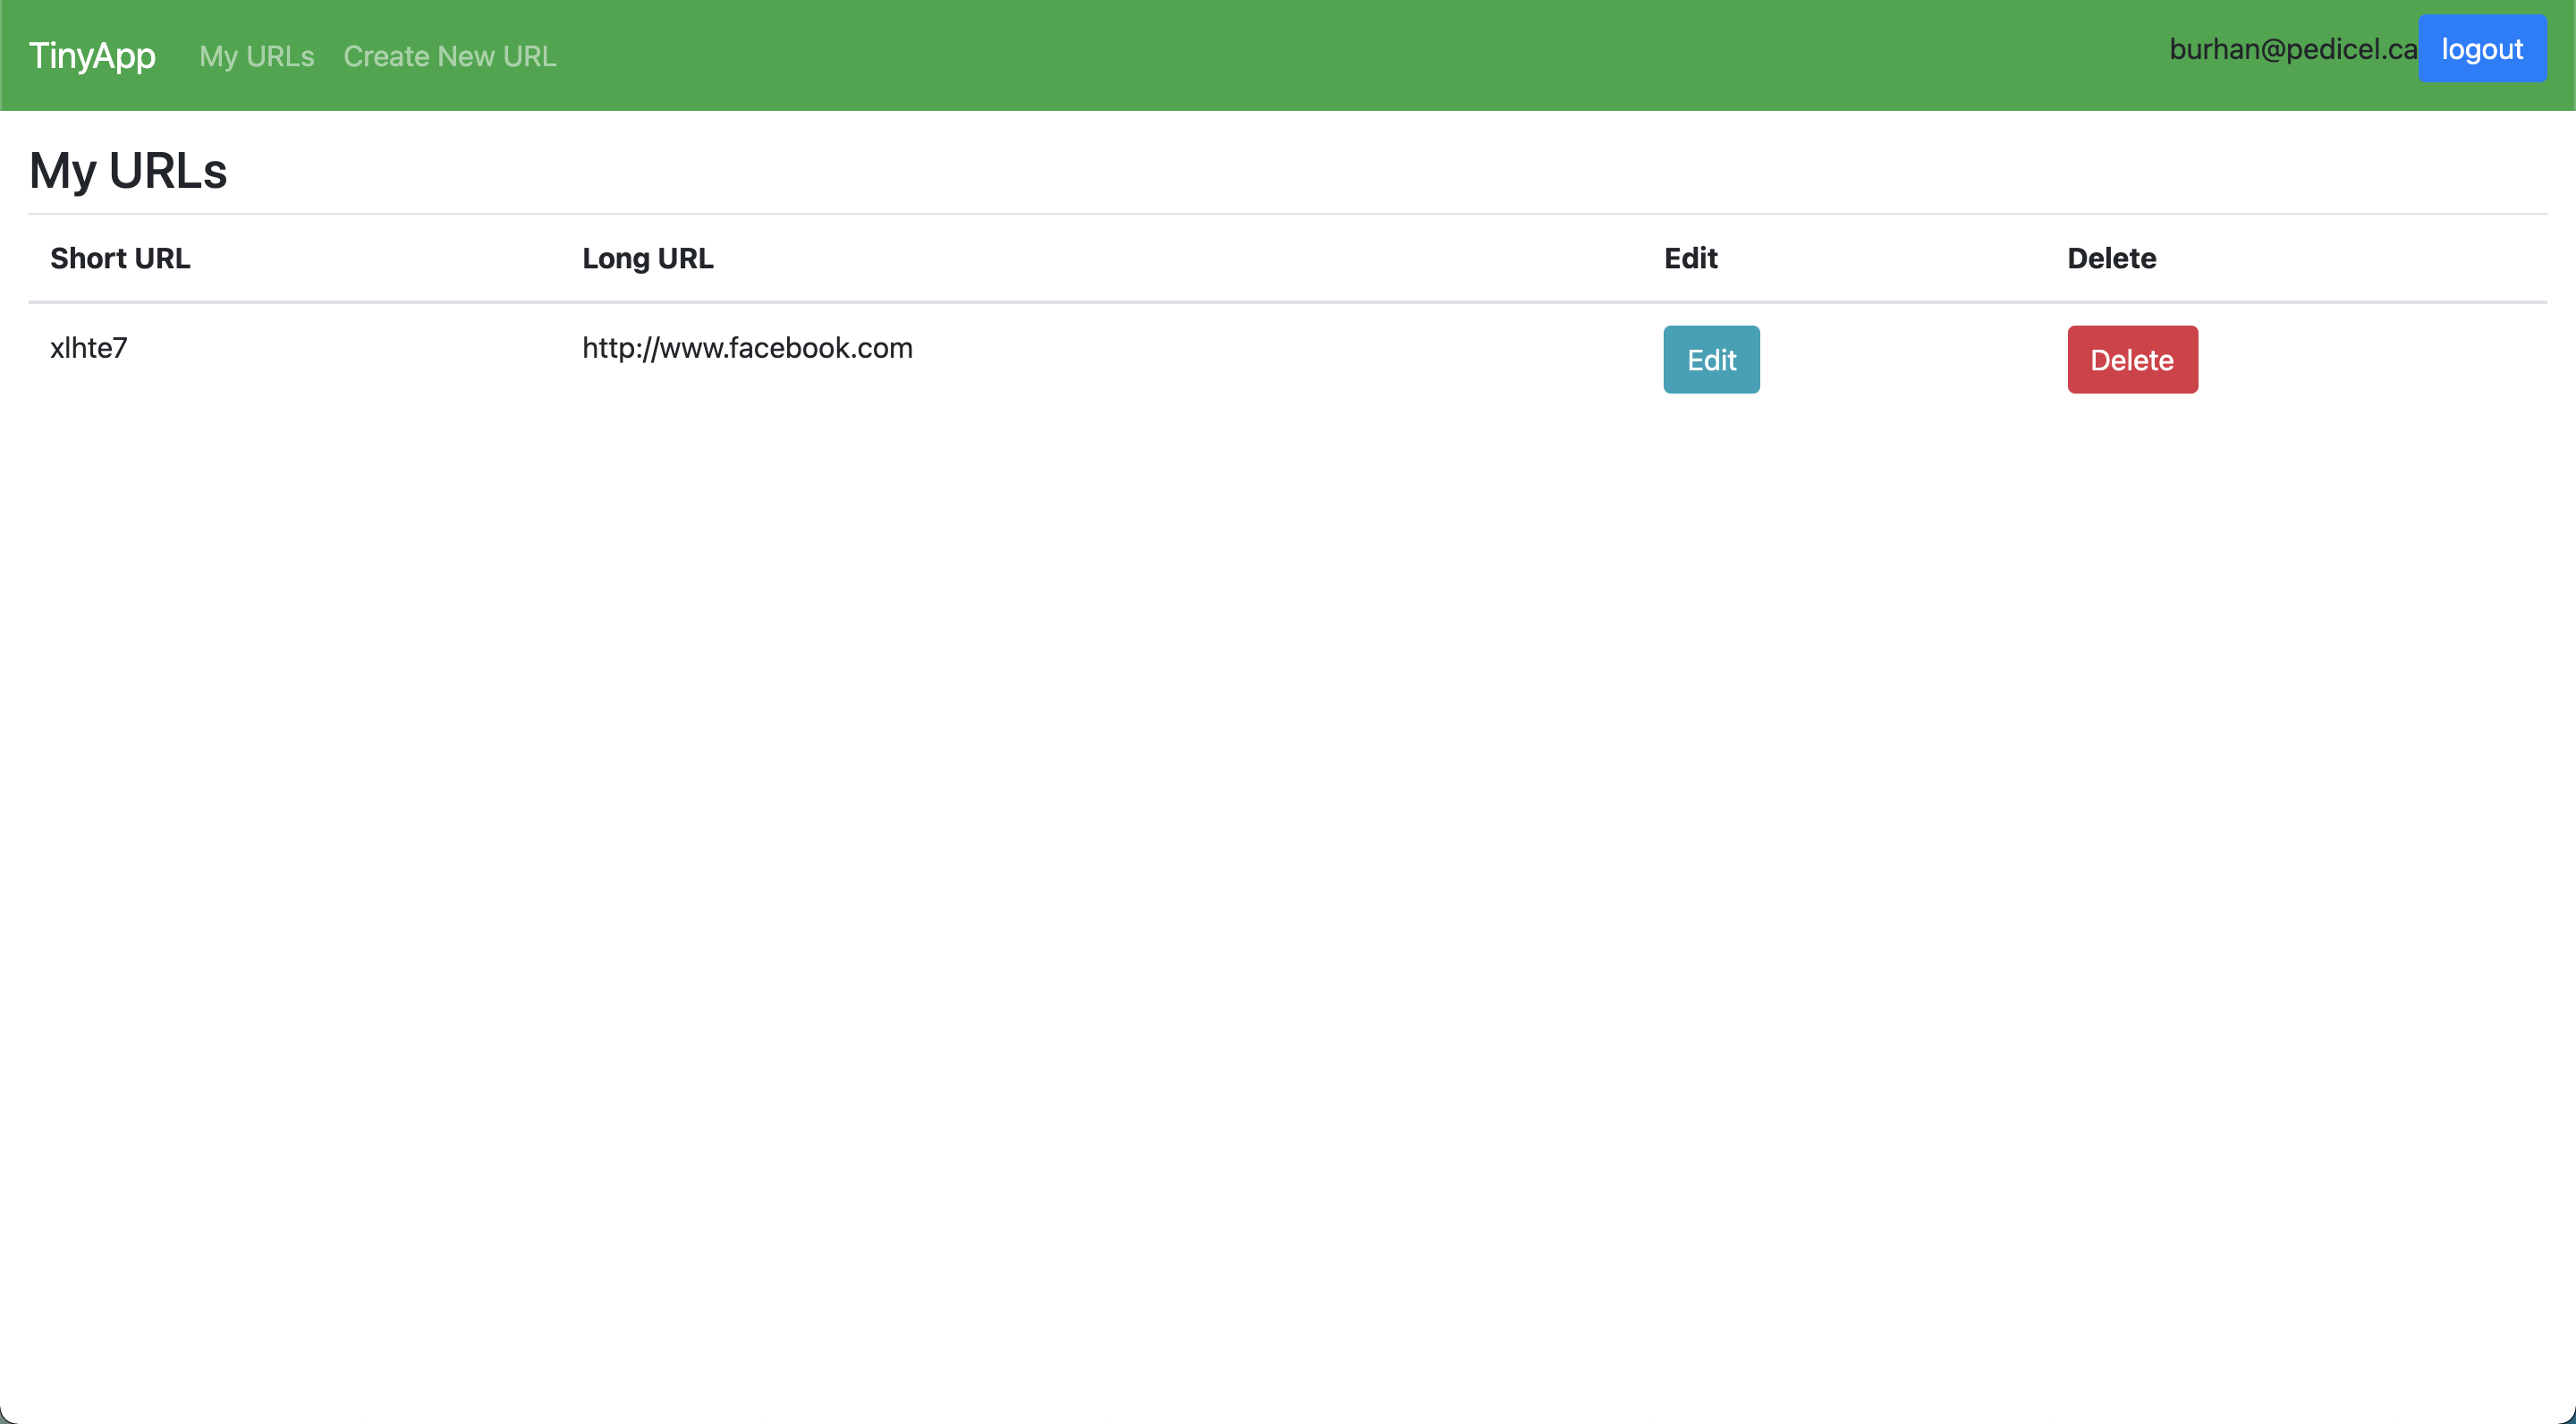 TinyApp My URLs Create New URL burhan@pedicel.ca logout
My URLs
Short URL Long URL Edit Delete
xlhte7 http://www.facebook.com Edit Delete